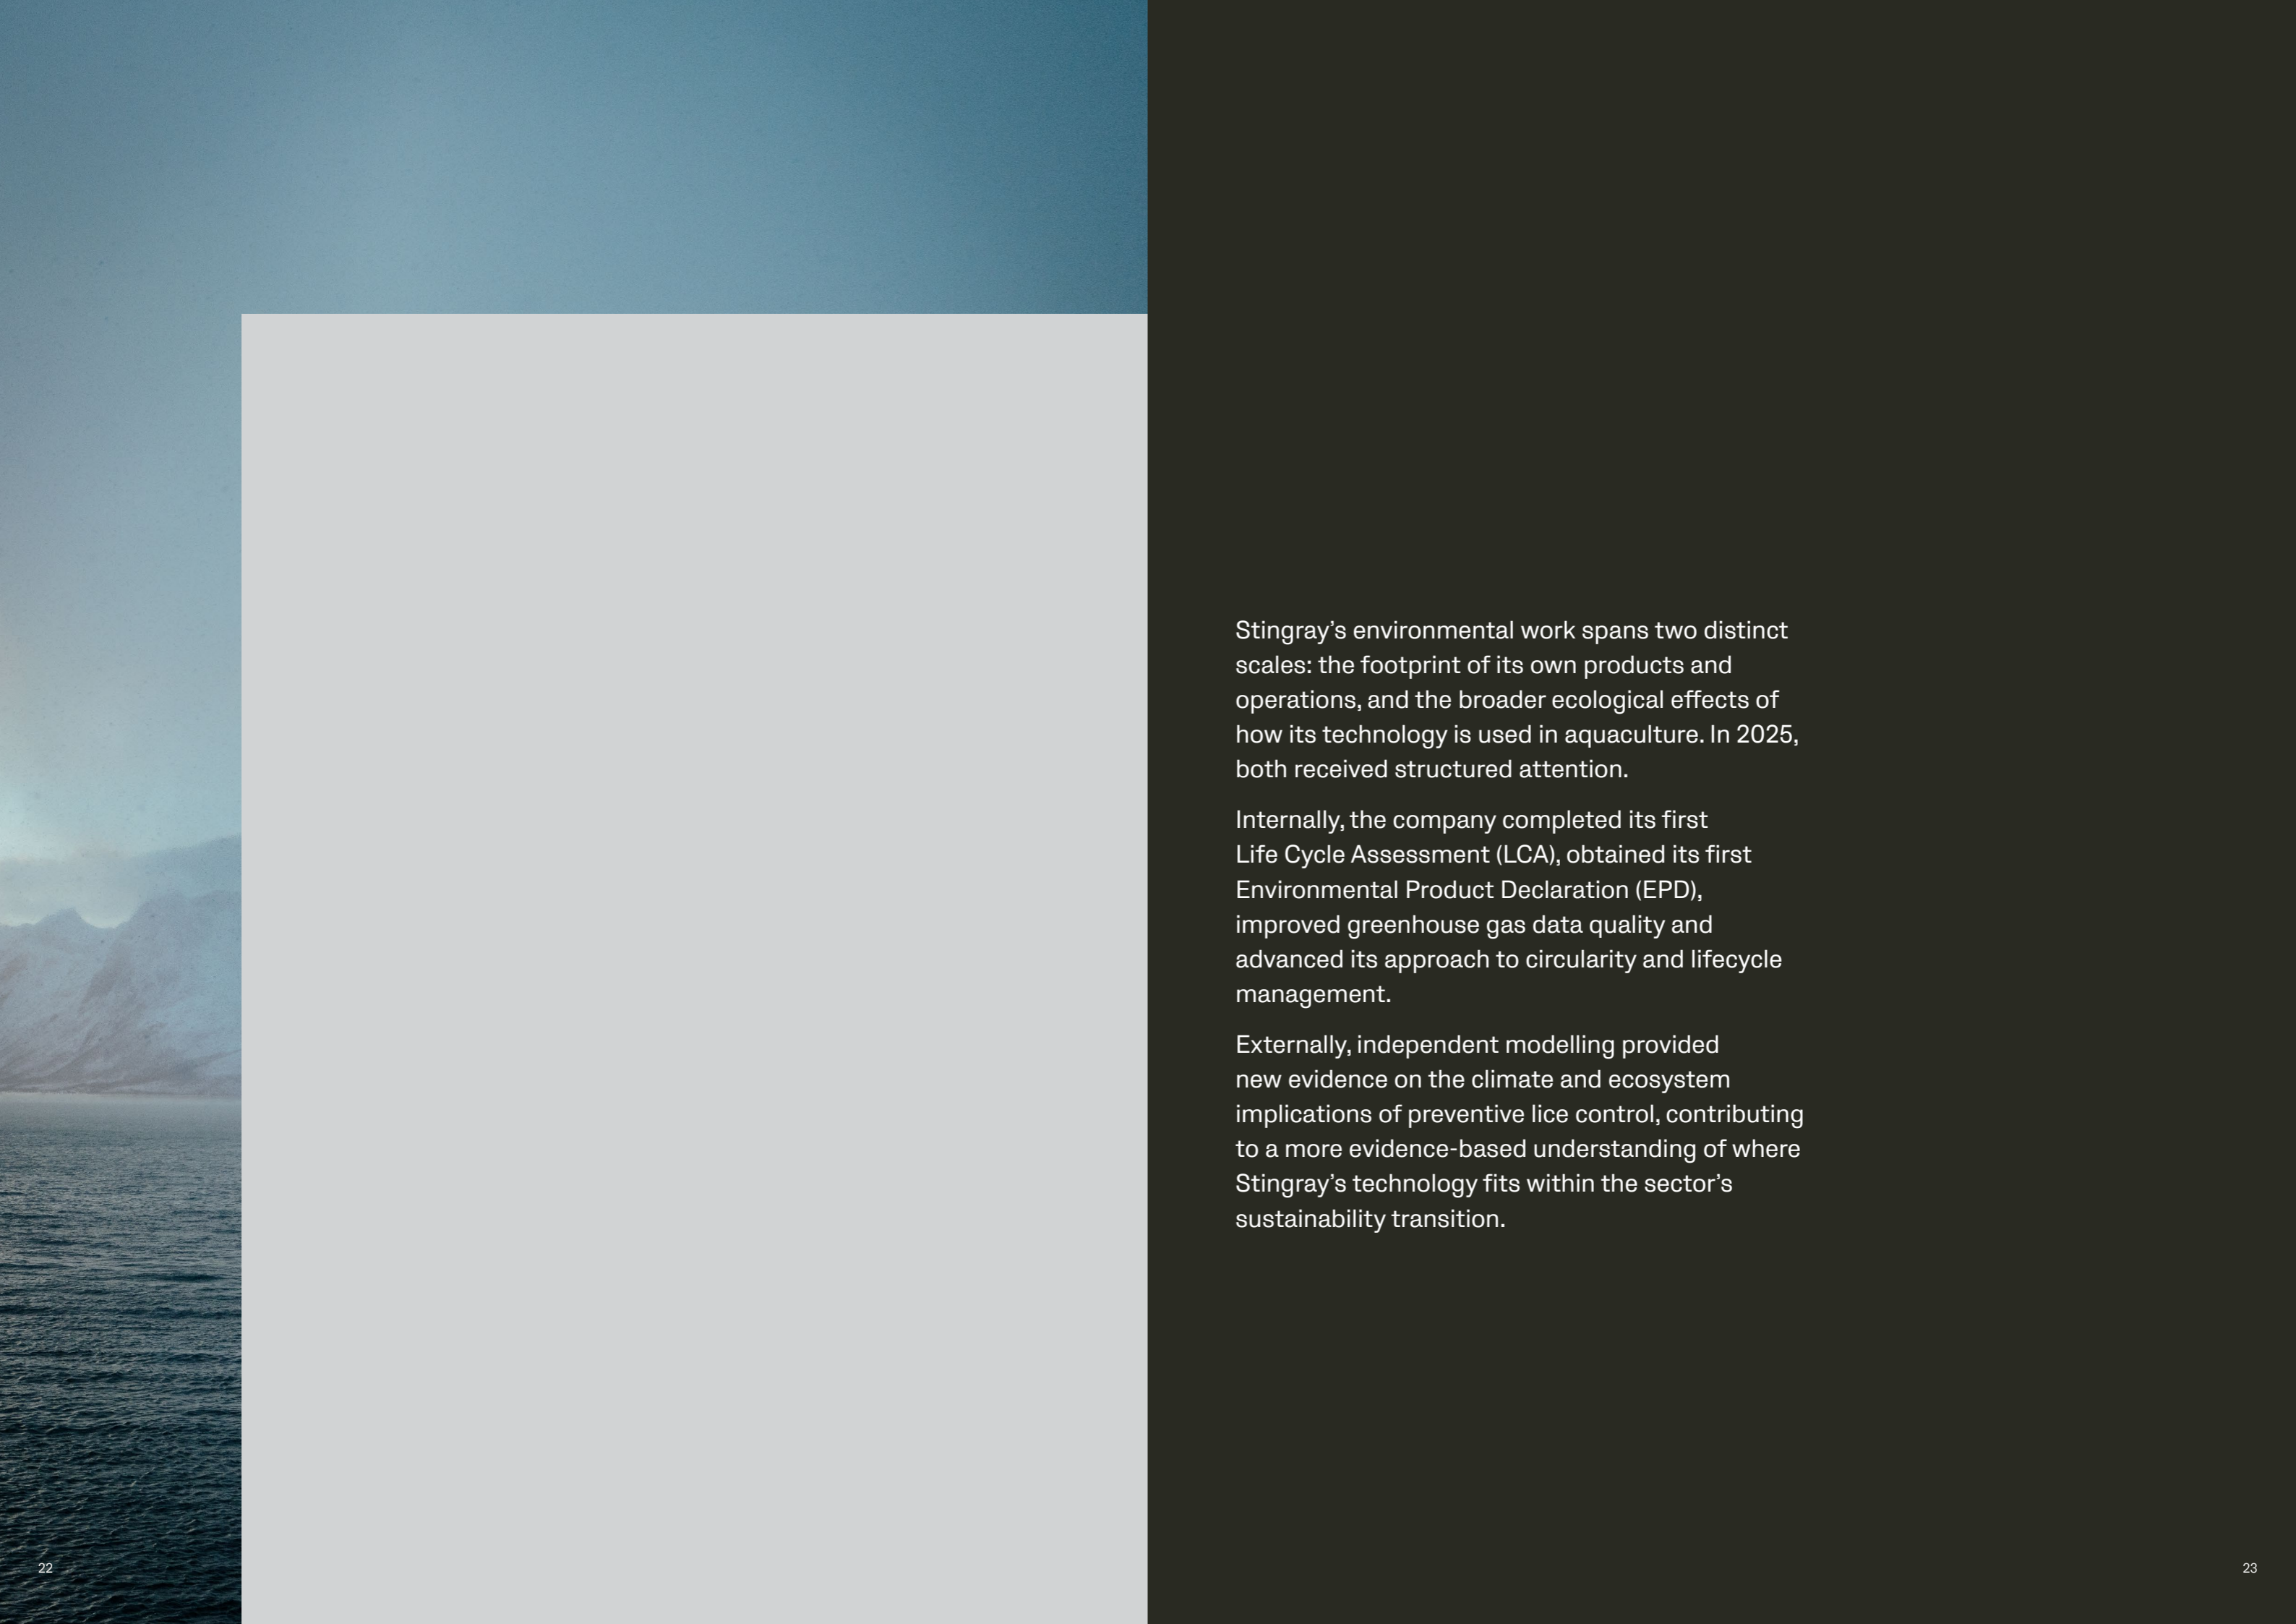 Stingray’s environmental work spans two distinct
scales: the footprint of its own products and
operations, and the broader ecological effects of
how its technology is used in aquaculture. In 2025,
both received structured attention.
Internally, the company completed its first
Life Cycle Assessment (LCA), obtained its first
Environmental Product Declaration (EPD),
improved greenhouse gas data quality and
advanced its approach to circularity and lifecycle
management.
Externally, independent modelling provided
new evidence on the climate and ecosystem
implications of preventive lice control, contributing
to a more evidence-based understanding of where
Stingray’s technology fits within the sector’s
sustainability transition.
22
23